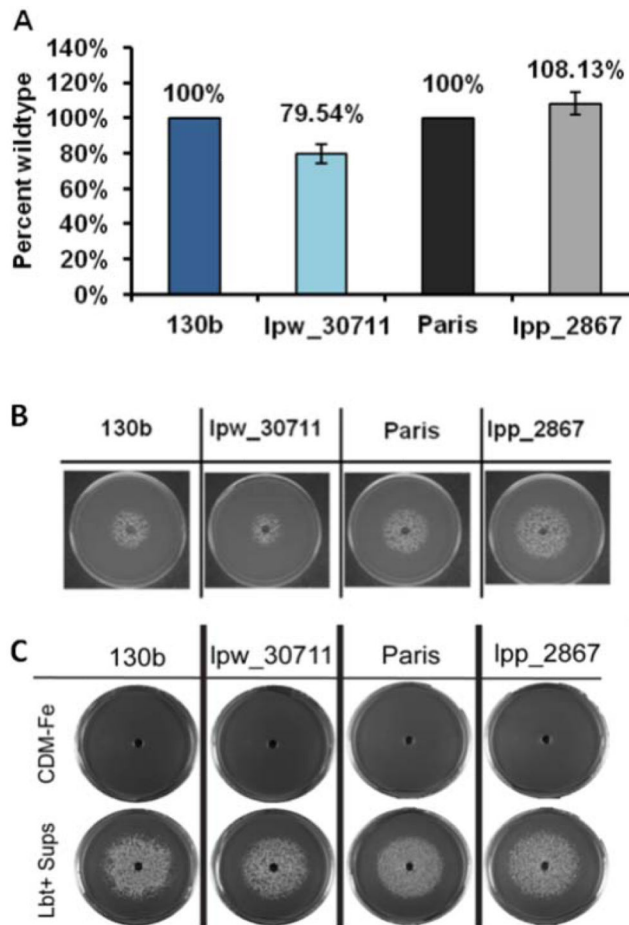 A
140%
120%
100%
80%
60%
40%
20%
0%
Percent wildtype
100%
79.54%
100%
108.13%
130b lpw_30711 Paris lpp_2867
B
130b lpw_30711 Paris lpp_2867
C
130b lpw_30711 Paris lpp_2867
CDM-Fe
Lbt+ Sups